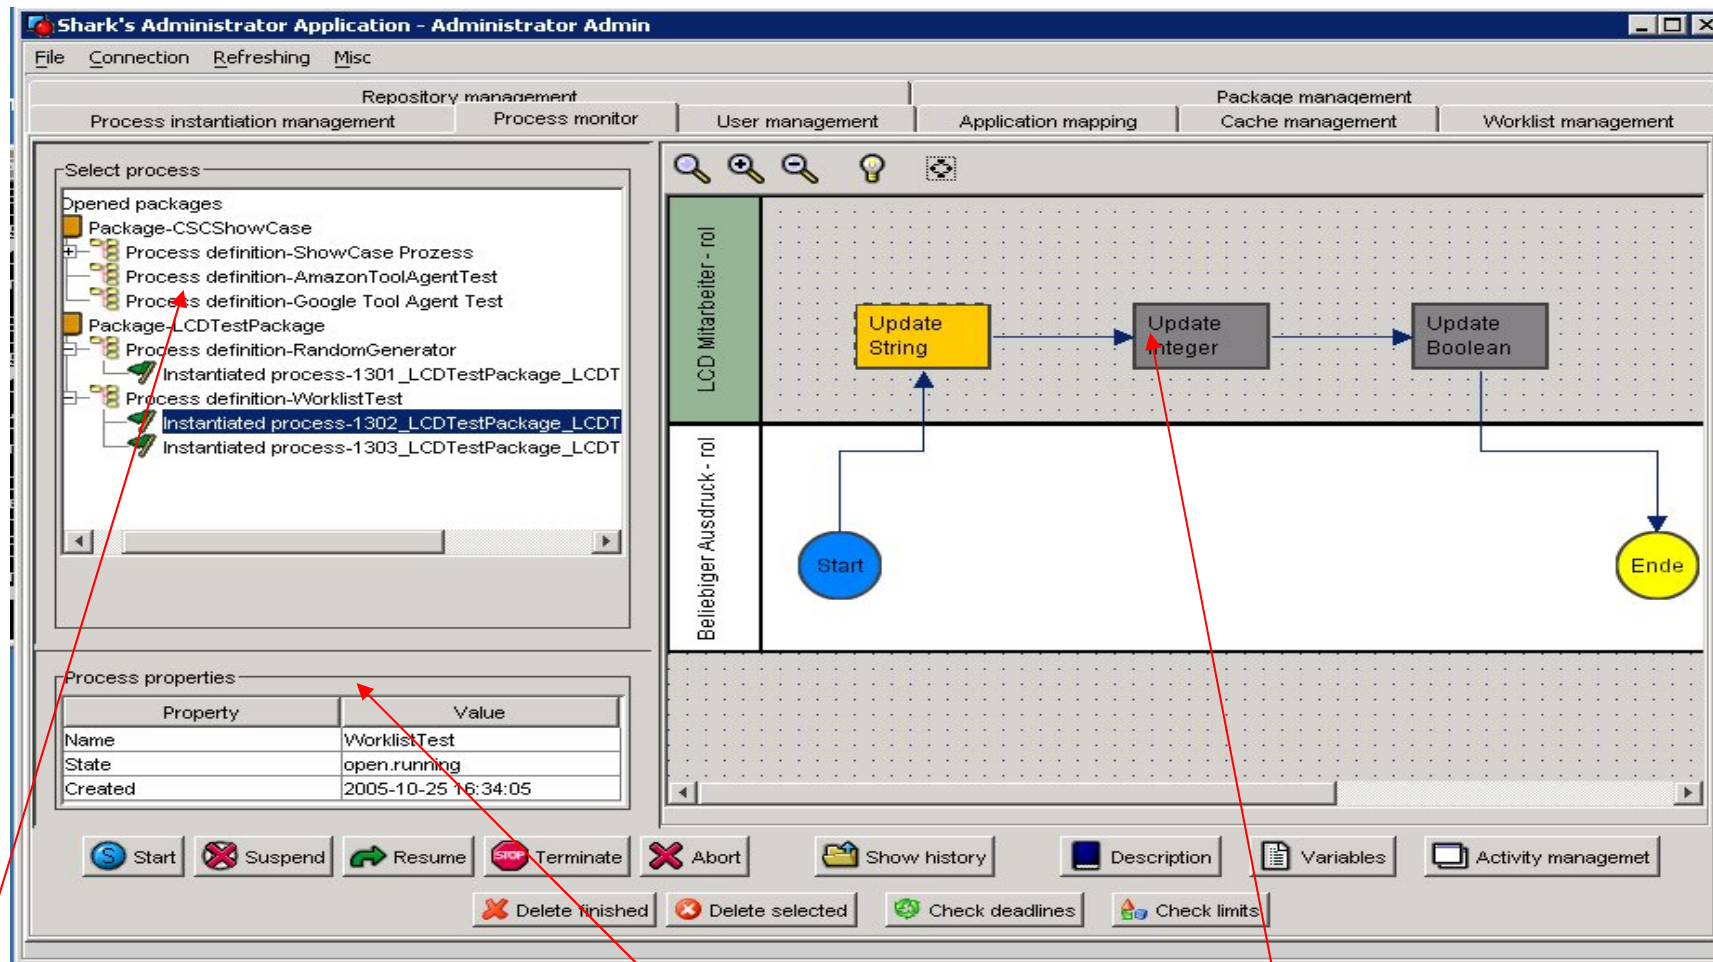 Shark's Administrator Application - Administrator Admin
File Connection Refreshing Misc
Repository management Package management
Process instantiation management Process monitor User management Application mapping Cache management Worklist management
Select process
Opened packages
Package-CSCShowCase
Process definition-ShowCase Prozess
Process definition-AmazonToolAgentTest
Process definition-Google Tool Agent Test
Package-LCDTestPackage
Process definition-RandomGenerator
Instantiated process-1301_LCDTestPackage_LCDT
Process definition-WorklistTest
Instantiated process-1302_LCDTestPackage_LCDT
Instantiated process-1303_LCDTestPackage_LCDT
Process properties
Property Value
Name WorklistTest
State open.running
Created 2005-10-25 16:34:05
LCD Mitarbeiter - rol
Update
String
Update
Integer
Update
Boolean
Beliebiger Ausdruck - rol
Start
Ende
S Start Suspend Resume STOP Terminate Abort Show history Description Variables Activity managemet
Delete finished Delete selected Check deadlines Check limits